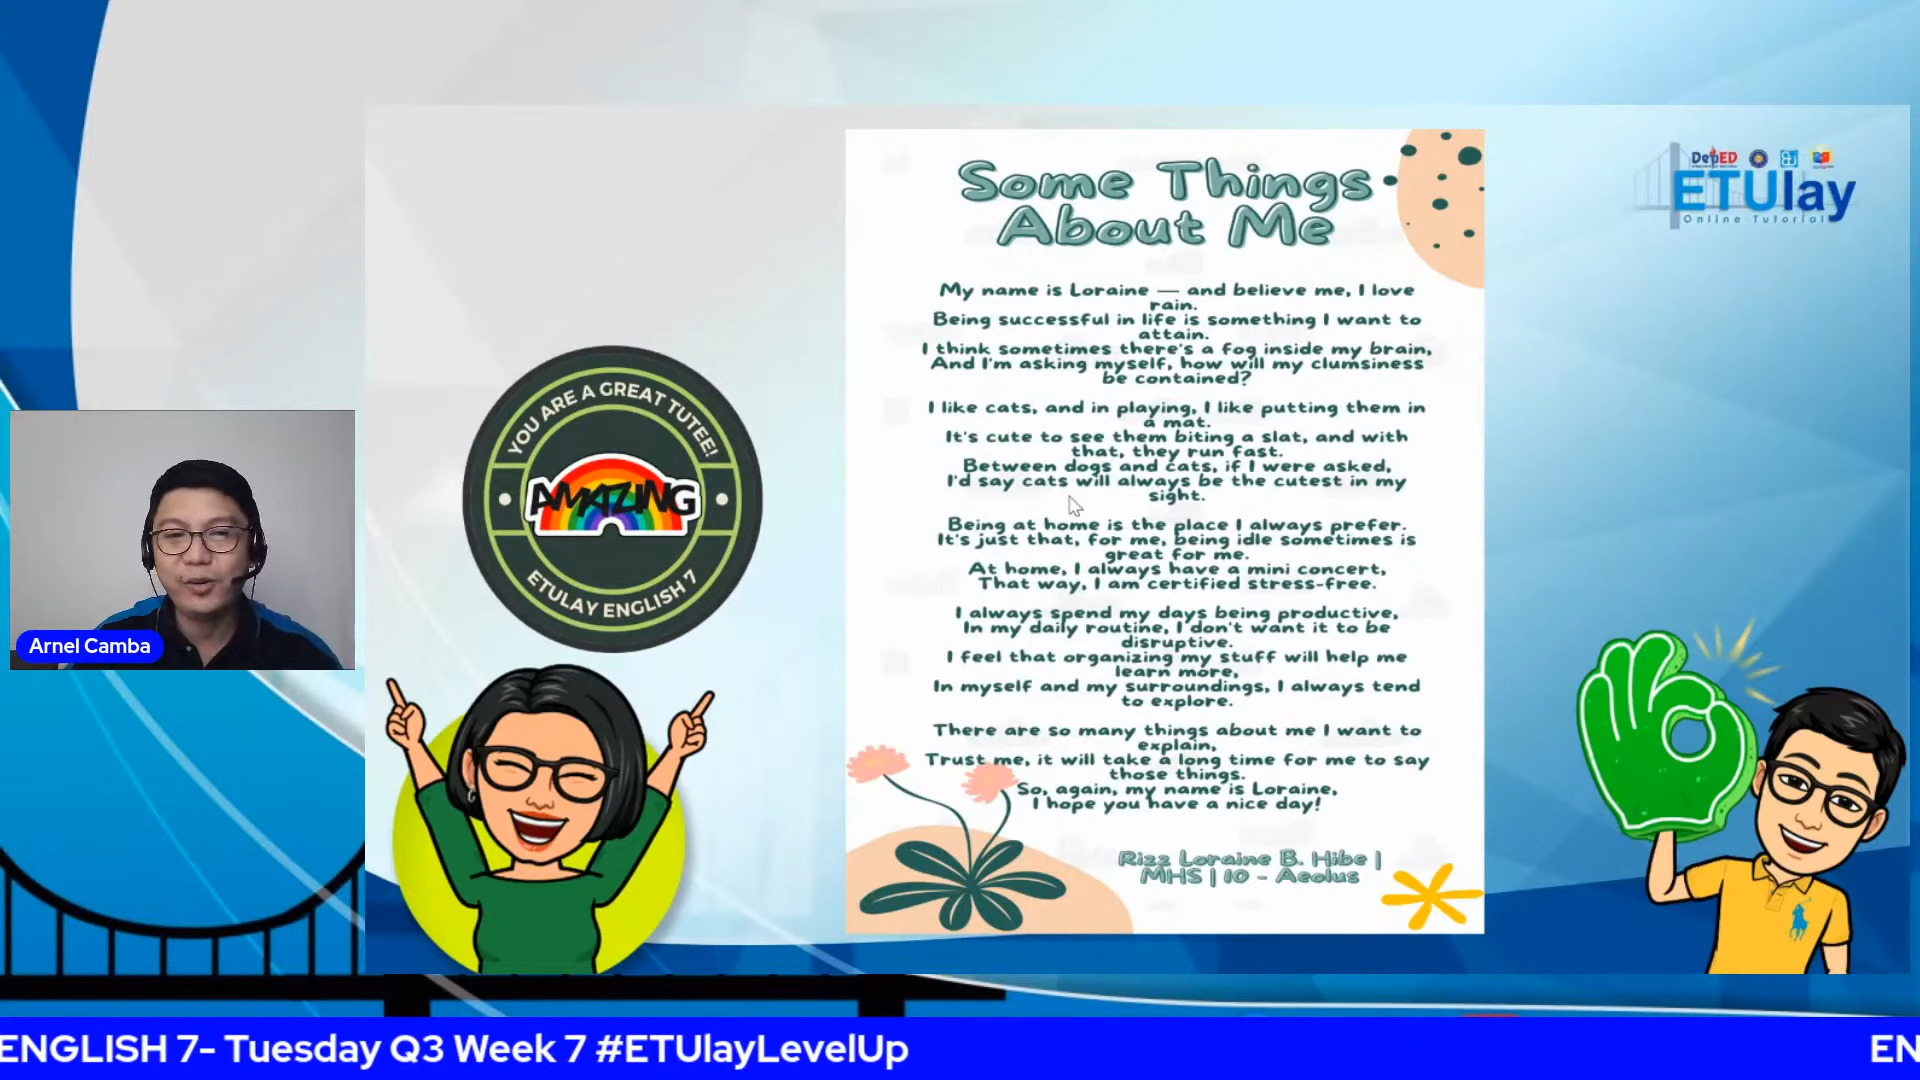 Some Things
About Me
My name is Loraine — and believe me, I love
rain.
Being successful in life is something I want to
attain.
I think sometimes there's a fog inside my brain,
And I'm asking myself, how will my clumsiness
be contained?
I like cats, and in playing, I like putting them in
a mat.
It's cute to see them biting a slat, and with
that, they run fast.
Between dogs and cats, if I were asked,
I'd say cats will always be the cutest in my
sight.
Being at home is the place I always prefer.
It's just that, for me, being idle sometimes is
great for me.
At home, I always have a mini concert,
That way, I am certified stress-free.
I always spend my days being productive,
In my daily routine, I don't want it to be
disruptive.
I feel that organizing my stuff will help me
learn more,
In myself and my surroundings, I always tend
to explore.
There are so many things about me I want to
explain,
Trust me, it will take a long time for me to say
those things.
So, again, my name is Loraine,
I hope you have a nice day!
Rizz Loraine B. Hibe |
MHS | 10 - Aeolus
DepED
ETUlay
Online Tutorial
YOU ARE A GREAT TUTEE!
AMAZING
ETULAY ENGLISH 7
Arnel Camba
ENGLISH 7- Tuesday Q3 Week 7 #ETUlayLevelUp
EN